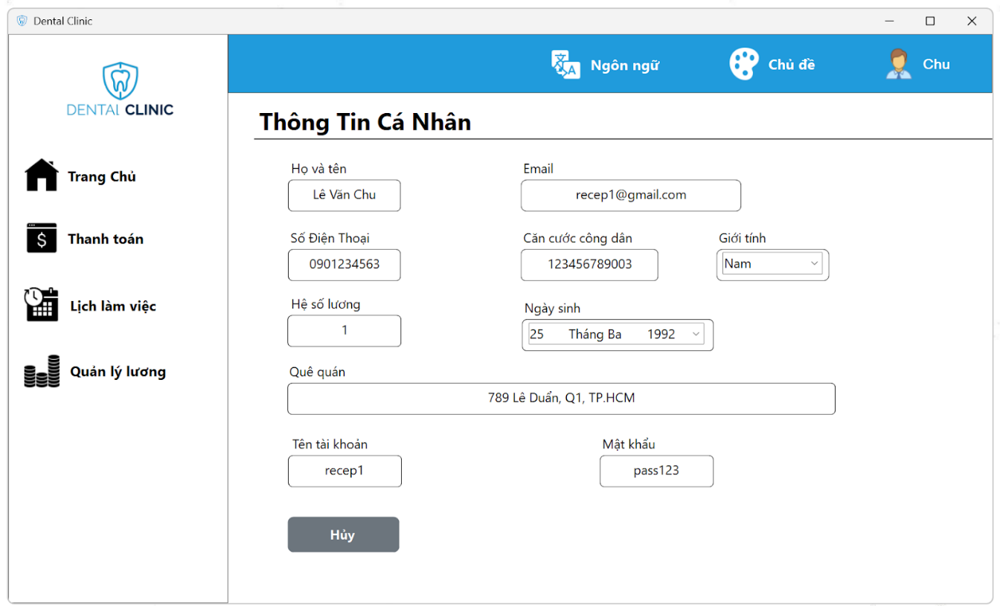 Dental Clinic
Ngôn ngữ
Chủ đề
Chu
DENTAL CLINIC
Thông Tin Cá Nhân
Trang Chủ
Thanh toán
Lịch làm việc
Quản lý lương
Họ và tên
Email
Lê Văn Chu
recep1@gmail.com
Số Điện Thoại
Căn cước công dân
Giới tính
0901234563
123456789003
Nam
Hệ số lương
Ngày sinh
1
25 Tháng Ba 1992
Quê quán
789 Lê Duẩn, Q1, TP.HCM
Tên tài khoản
Mật khẩu
recep1
pass123
Hủy